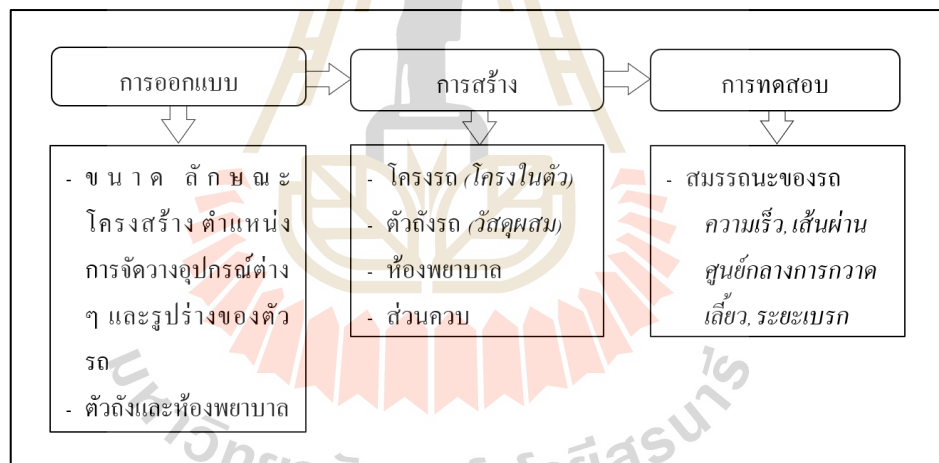 การออกแบบ
การสร้าง
การทดสอบ
- ขนาด ลักษณะ
โครงสร้าง ตำแหน่ง
การจัดวางอุปกรณ์ต่าง
ๆ และรูปร่างของตัว
รถ
- ตัวถังและห้องพยาบาล
- โครงรถ (โครงในตัว)
- ตัวถังรถ (วัสดุผสม)
- ห้องพยาบาล
- ส่วนควบ
- สมรรถนะของรถ
ความเร็ว, เส้นผ่าน
ศูนย์กลางการกวาด
เลี้ยว, ระยะเบรก